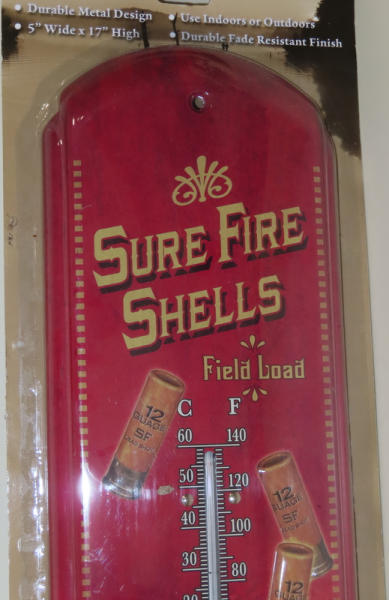 • Durable Metal Design • Use Indoors or Outdoors
• 5" Wide x 17" High • Durable Fade Resistant Finish
SURE FIRE
SHELLS
Field Load
C F
60 140
50 120
40 100
30 80
12
GUAGE
SF
12
GUAGE
SF
12